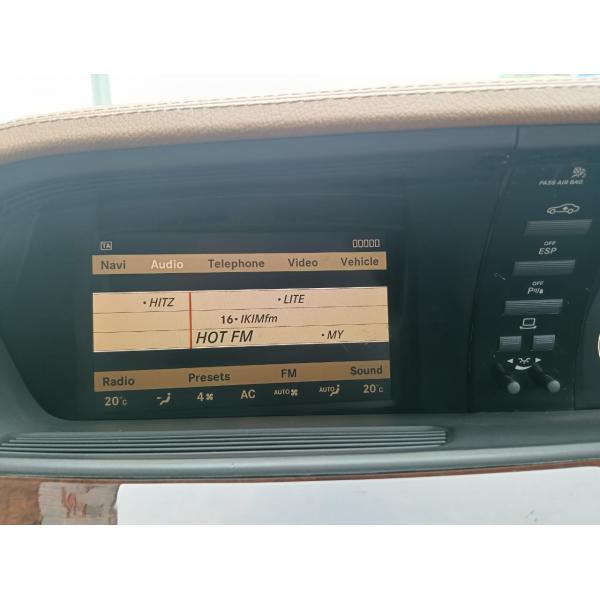 PASS AIR BAG
TA 00000
OFF
ESP
Navi Audio Telephone Video Vehicle
OFF
P
• HITZ • LITE
16• IKIMfm
HOT FM • MY
Radio Presets FM Sound
20°C 4 AC AUTO AUTO 20°C